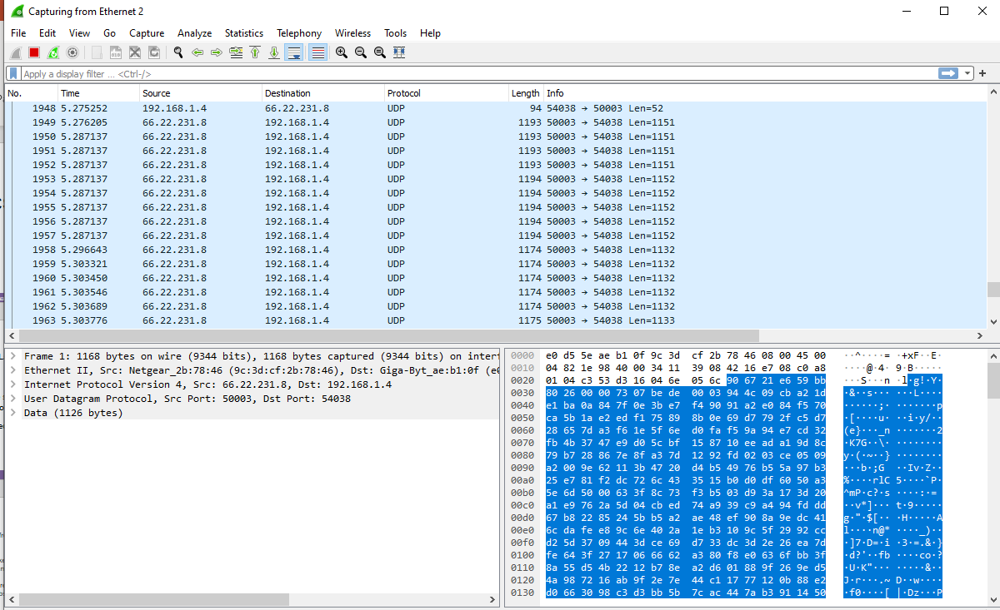 Capturing from Ethernet 2
File Edit View Go Capture Analyze Statistics Telephony Wireless Tools Help
Apply a display filter ... <Ctrl-/>
No. Time Source Destination Protocol Length Info
1948 5.275252 192.168.1.4 66.22.231.8 UDP 94 54038 → 50003 Len=52
1949 5.276205 66.22.231.8 192.168.1.4 UDP 1193 50003 → 54038 Len=1151
1950 5.287137 66.22.231.8 192.168.1.4 UDP 1193 50003 → 54038 Len=1151
1951 5.287137 66.22.231.8 192.168.1.4 UDP 1193 50003 → 54038 Len=1151
1952 5.287137 66.22.231.8 192.168.1.4 UDP 1193 50003 → 54038 Len=1151
1953 5.287137 66.22.231.8 192.168.1.4 UDP 1194 50003 → 54038 Len=1152
1954 5.287137 66.22.231.8 192.168.1.4 UDP 1194 50003 → 54038 Len=1152
1955 5.287137 66.22.231.8 192.168.1.4 UDP 1194 50003 → 54038 Len=1152
1956 5.287137 66.22.231.8 192.168.1.4 UDP 1194 50003 → 54038 Len=1152
1957 5.287137 66.22.231.8 192.168.1.4 UDP 1194 50003 → 54038 Len=1152
1958 5.296643 66.22.231.8 192.168.1.4 UDP 1174 50003 → 54038 Len=1132
1959 5.303321 66.22.231.8 192.168.1.4 UDP 1174 50003 → 54038 Len=1132
1960 5.303450 66.22.231.8 192.168.1.4 UDP 1174 50003 → 54038 Len=1132
1961 5.303546 66.22.231.8 192.168.1.4 UDP 1174 50003 → 54038 Len=1132
1962 5.303689 66.22.231.8 192.168.1.4 UDP 1174 50003 → 54038 Len=1132
1963 5.303776 66.22.231.8 192.168.1.4 UDP 1175 50003 → 54038 Len=1133
Frame 1: 1168 bytes on wire (9344 bits), 1168 bytes captured (9344 bits) on interf
Ethernet II, Src: Netgear_2b:78:46 (9c:3d:cf:2b:78:46), Dst: Giga-Byt_ae:b1:0f (e0
Internet Protocol Version 4, Src: 66.22.231.8, Dst: 192.168.1.4
User Datagram Protocol, Src Port: 50003, Dst Port: 54038
Data (1126 bytes)
0000 e0 d5 5e ae b1 0f 9c 3d cf 2b 78 46 08 00 45 00 ··^····= ·+xF··E·
0010 04 82 1e 98 40 00 34 11 39 08 42 16 e7 08 c0 a8 ····@·4· 9·B·····
0020 01 04 c3 53 d3 16 04 6e 05 6c 90 67 21 e6 59 bb ···S···n ·l·g!·Y·
0030 80 26 00 00 73 07 be de 00 03 94 4c 09 cb a2 1d ·&··s··· ···L····
0040 e1 ba 0a 84 7f 0e 3b e7 f4 90 91 a2 e0 84 f5 70 ······;· ·······p
0050 ca 5b 1a e2 ed f1 75 89 8b 0e 69 d7 79 2f c5 d7 ·[····u· ··i·y/··
0060 28 65 7d a3 f6 1e 5f 6e d0 fa f5 9a 94 e7 cd 32 (e}···_n ·······2
0070 fb 4b 37 47 e9 d0 5c bf 15 87 10 ee ad a1 9d 8c ·K7G··\· ········
0080 79 b7 28 86 7e 8f a3 7d 12 92 fd 02 03 ce 05 09 y·(·~··} ········
0090 a2 00 9e 62 11 3b 47 20 d4 b5 49 76 b5 5a 97 b3 ···b·;G  ··Iv·Z··
00a0 25 e7 81 f2 dc 72 6c 43 35 15 b0 d0 df 60 50 a3 %····rlC 5····`P·
00b0 5e 6d 50 00 63 3f 8c 73 f3 b5 03 d9 3a 17 3d 20 ^mP·c?·s ····:·=
00c0 a1 e9 76 2a 5d 04 cb ed 74 a9 39 c9 a4 94 fd dd ··v*]··· t·9·····
00d0 67 b8 22 85 24 5b b5 a2 ae 48 ef 90 8a 9e dc 41 g·"·$[·· ·H·····A
00e0 6c da fe e8 9c 6e 40 2a 1e b3 10 9c 5f 29 92 cc l····n@* ····_)··
00f0 d2 5d 37 09 44 3d ce 69 d7 33 dc 3d 2e 26 ea 7d ·]7·D=·i ·3·=.&·}
0100 fe 64 3f 27 17 06 66 62 a3 80 f8 e0 63 6f bb 3f ·d?'··fb ····co·?
0110 8a 55 d5 4b 22 12 b7 8e a2 d6 01 88 9f 26 9e d5 ·U·K"··· ·····&··
0120 4a 98 72 16 ab 9f 2e 7e 44 c1 17 77 12 0b 88 e2 J·r···.~ D··w····
0130 d0 66 30 98 c3 d3 bb 5b 7c ac 44 7a b3 91 14 50 ·f0····[ |·Dz···P